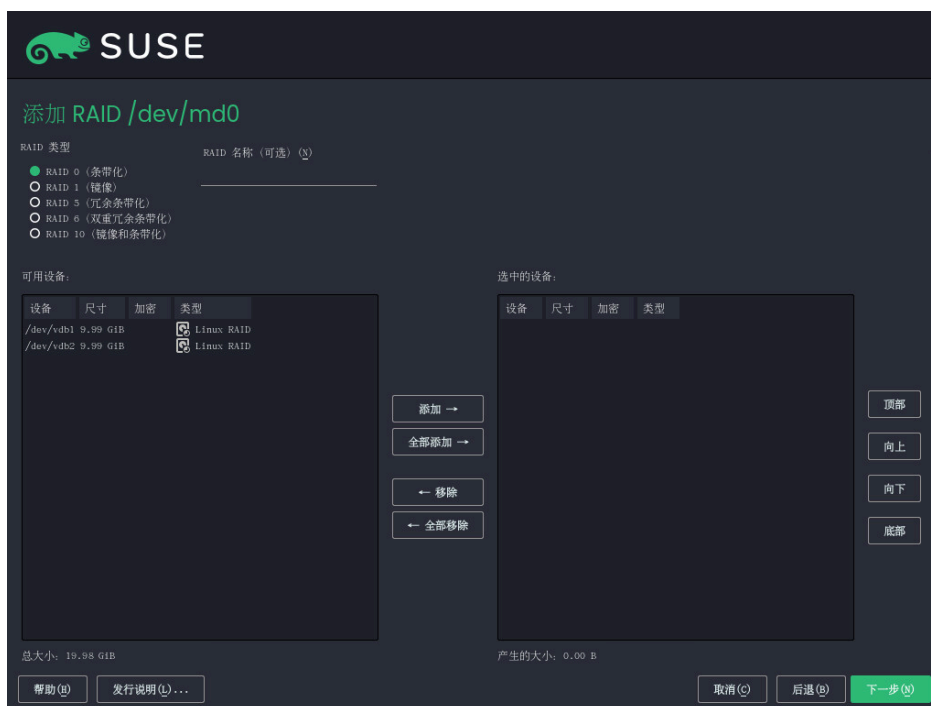 SUSE
添加 RAID /dev/md0
RAID 类型
RAID 名称（可选）(N)
RAID 0（条带化）
RAID 1（镜像）
RAID 5（冗余条带化）
RAID 6（双重冗余条带化）
RAID 10（镜像和条带化）
可用设备:
选中的设备:
设备 尺寸 加密 类型
设备 尺寸 加密 类型
/dev/vdb1 9.99 GiB Linux RAID
/dev/vdb2 9.99 GiB Linux RAID
添加 →
全部添加 →
← 移除
← 全部移除
顶部
向上
向下
底部
总大小: 19.98 GiB
产生的大小: 0.00 B
帮助(H) 发行说明(L)... 取消(C) 后退(B) 下一步(N)